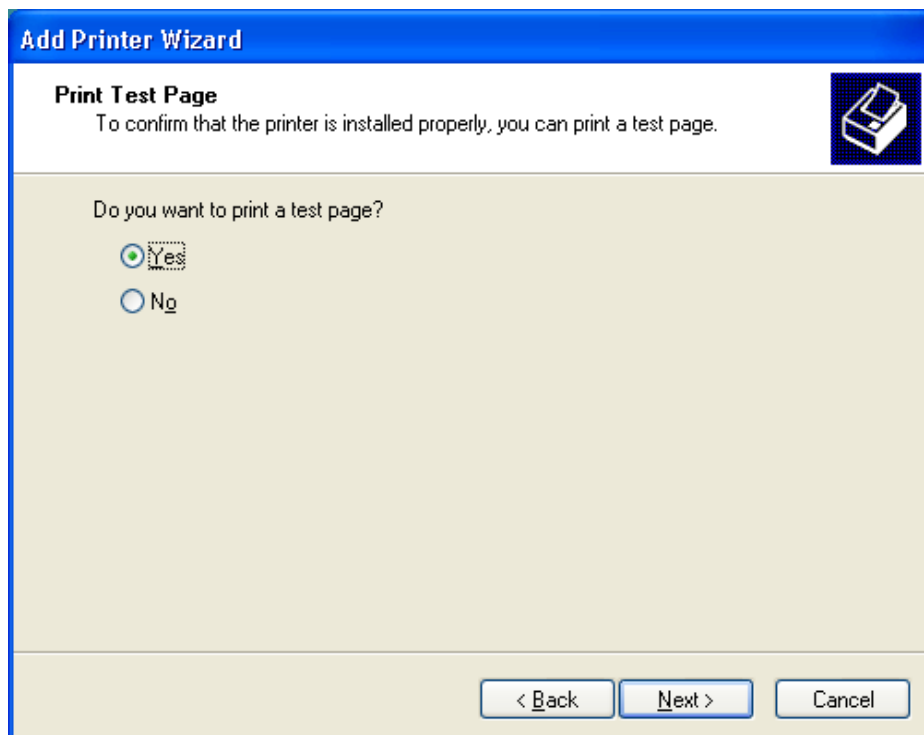 Add Printer Wizard
Print Test Page
To confirm that the printer is installed properly, you can print a test page.
Do you want to print a test page?
Yes
No
< Back Next > Cancel